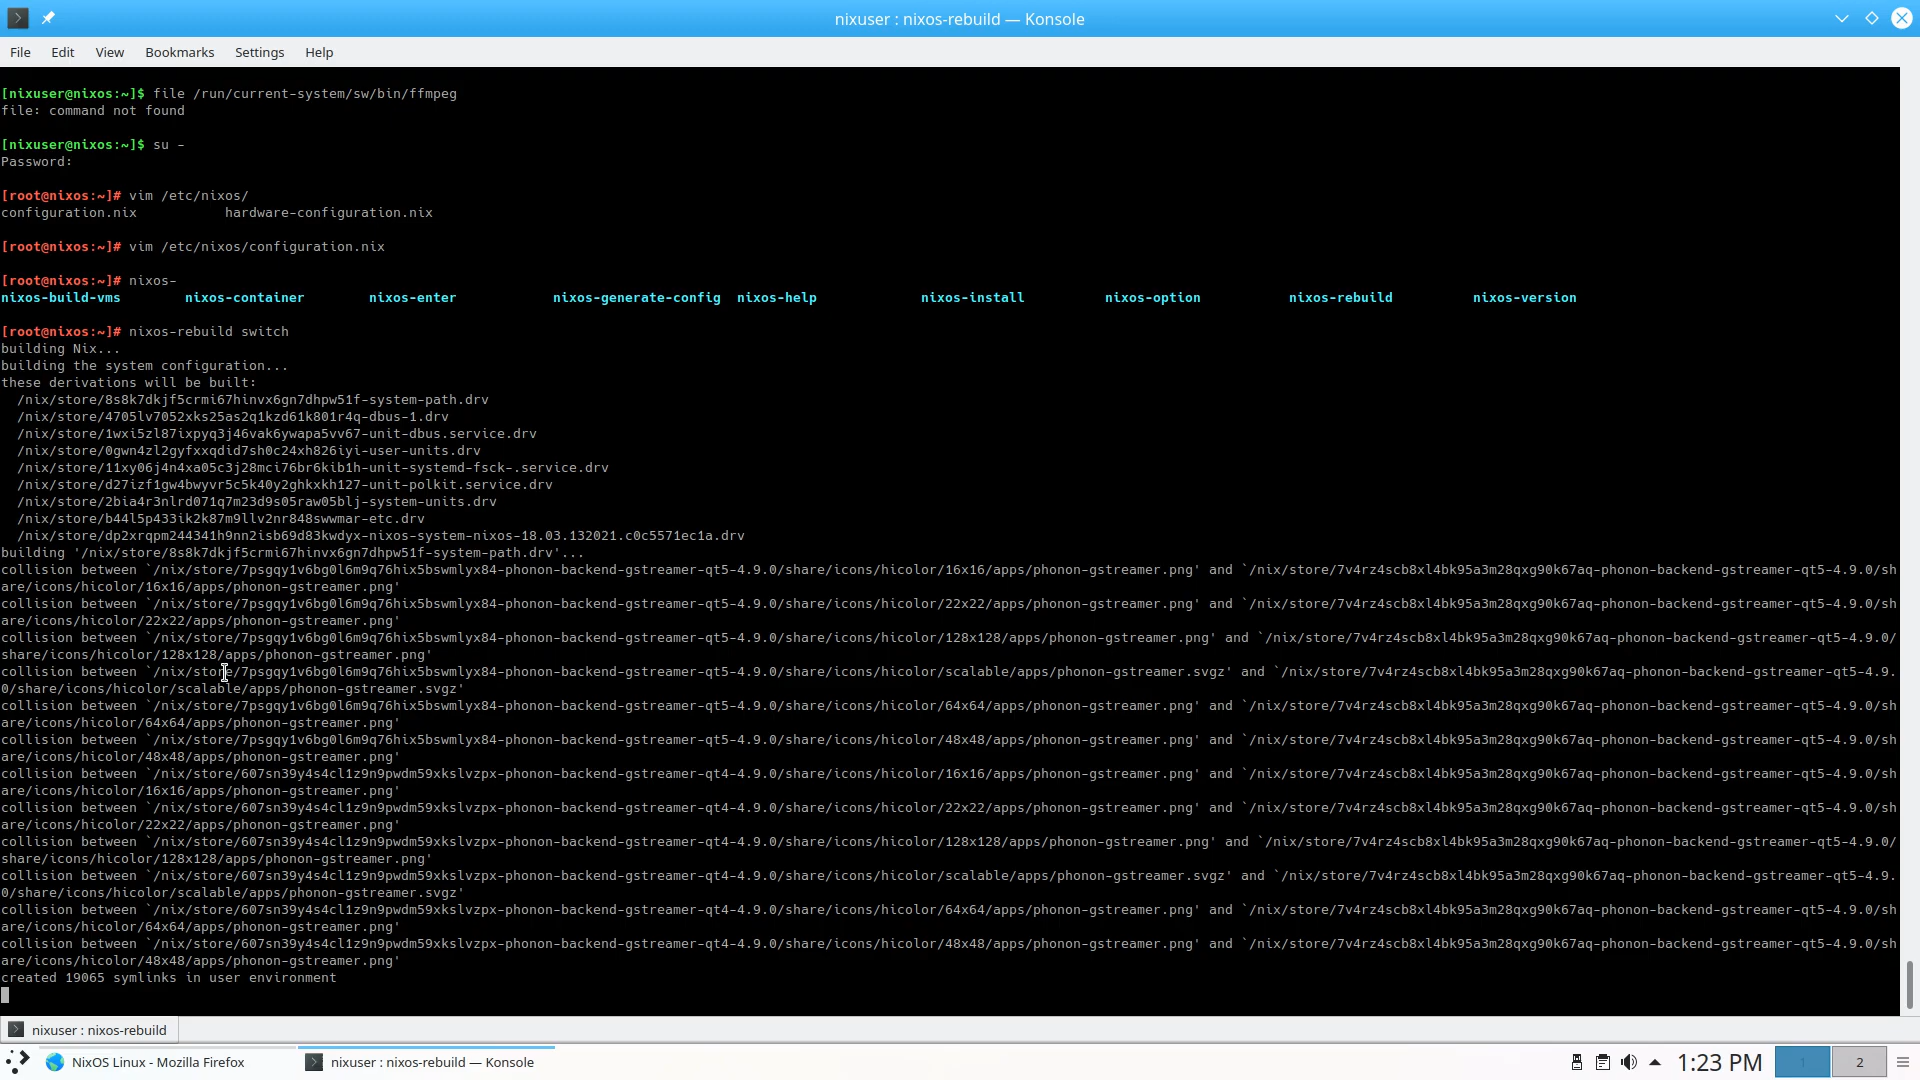 nixuser : nixos-rebuild — Konsole
File Edit View Bookmarks Settings Help
[nixuser@nixos:~]$ file /run/current-system/sw/bin/ffmpeg
file: command not found
[nixuser@nixos:~]$ su -
Password:
[root@nixos:~]# vim /etc/nixos/
configuration.nix hardware-configuration.nix
[root@nixos:~]# vim /etc/nixos/configuration.nix
[root@nixos:~]# nixos-
nixos-build-vms nixos-container nixos-enter nixos-generate-config nixos-help nixos-install nixos-option nixos-rebuild nixos-version
[root@nixos:~]# nixos-rebuild switch
building Nix...
building the system configuration...
these derivations will be built:
/nix/store/8s8k7dkjf5crmi67hinvx6gn7dhpw51f-system-path.drv
/nix/store/4705lv7052xks25as2q1kzd61k801r4q-dbus-1.drv
/nix/store/1wxi5zl87ixpyq3j46vak6ywapa5vv67-unit-dbus.service.drv
/nix/store/0gwn4zl2gyfxxqdid7sh0c24xh826iyi-user-units.drv
/nix/store/11xy06j4n4xa05c3j28mci76br6kib1h-unit-systemd-fsck-.service.drv
/nix/store/d27izf1gw4bwyvr5c5k40y2ghkxkh127-unit-polkit.service.drv
/nix/store/2bia4r3nlrd071q7m23d9s05raw05blj-system-units.drv
/nix/store/b44l5p433ik2k87m9llv2nr848swwmar-etc.drv
/nix/store/dp2xrqpm244341h9nn2isb69d83kwdyx-nixos-system-nixos-18.03.132021.c0c5571ec1a.drv
building '/nix/store/8s8k7dkjf5crmi67hinvx6gn7dhpw51f-system-path.drv'...
collision between `/nix/store/7psgqy1v6bg0l6m9q76hix5bswmlyx84-phonon-backend-gstreamer-qt5-4.9.0/share/icons/hicolor/16x16/apps/phonon-gstreamer.png' and `/nix/store/7v4rz4scb8xl4bk95a3m28qxg90k67aq-phonon-backend-gstreamer-qt5-4.9.0/sh
are/icons/hicolor/16x16/apps/phonon-gstreamer.png'
collision between `/nix/store/7psgqy1v6bg0l6m9q76hix5bswmlyx84-phonon-backend-gstreamer-qt5-4.9.0/share/icons/hicolor/22x22/apps/phonon-gstreamer.png' and `/nix/store/7v4rz4scb8xl4bk95a3m28qxg90k67aq-phonon-backend-gstreamer-qt5-4.9.0/sh
are/icons/hicolor/22x22/apps/phonon-gstreamer.png'
collision between `/nix/store/7psgqy1v6bg0l6m9q76hix5bswmlyx84-phonon-backend-gstreamer-qt5-4.9.0/share/icons/hicolor/128x128/apps/phonon-gstreamer.png' and `/nix/store/7v4rz4scb8xl4bk95a3m28qxg90k67aq-phonon-backend-gstreamer-qt5-4.9.0/
share/icons/hicolor/128x128/apps/phonon-gstreamer.png'
collision between `/nix/store/7psgqy1v6bg0l6m9q76hix5bswmlyx84-phonon-backend-gstreamer-qt5-4.9.0/share/icons/hicolor/scalable/apps/phonon-gstreamer.svgz' and `/nix/store/7v4rz4scb8xl4bk95a3m28qxg90k67aq-phonon-backend-gstreamer-qt5-4.9.
0/share/icons/hicolor/scalable/apps/phonon-gstreamer.svgz'
collision between `/nix/store/7psgqy1v6bg0l6m9q76hix5bswmlyx84-phonon-backend-gstreamer-qt5-4.9.0/share/icons/hicolor/64x64/apps/phonon-gstreamer.png' and `/nix/store/7v4rz4scb8xl4bk95a3m28qxg90k67aq-phonon-backend-gstreamer-qt5-4.9.0/sh
are/icons/hicolor/64x64/apps/phonon-gstreamer.png'
collision between `/nix/store/7psgqy1v6bg0l6m9q76hix5bswmlyx84-phonon-backend-gstreamer-qt5-4.9.0/share/icons/hicolor/48x48/apps/phonon-gstreamer.png' and `/nix/store/7v4rz4scb8xl4bk95a3m28qxg90k67aq-phonon-backend-gstreamer-qt5-4.9.0/sh
are/icons/hicolor/48x48/apps/phonon-gstreamer.png'
collision between `/nix/store/607sn39y4s4cl1z9n9pwdm59xkslvzpx-phonon-backend-gstreamer-qt4-4.9.0/share/icons/hicolor/16x16/apps/phonon-gstreamer.png' and `/nix/store/7v4rz4scb8xl4bk95a3m28qxg90k67aq-phonon-backend-gstreamer-qt5-4.9.0/sh
are/icons/hicolor/16x16/apps/phonon-gstreamer.png'
collision between `/nix/store/607sn39y4s4cl1z9n9pwdm59xkslvzpx-phonon-backend-gstreamer-qt4-4.9.0/share/icons/hicolor/22x22/apps/phonon-gstreamer.png' and `/nix/store/7v4rz4scb8xl4bk95a3m28qxg90k67aq-phonon-backend-gstreamer-qt5-4.9.0/sh
are/icons/hicolor/22x22/apps/phonon-gstreamer.png'
collision between `/nix/store/607sn39y4s4cl1z9n9pwdm59xkslvzpx-phonon-backend-gstreamer-qt4-4.9.0/share/icons/hicolor/128x128/apps/phonon-gstreamer.png' and `/nix/store/7v4rz4scb8xl4bk95a3m28qxg90k67aq-phonon-backend-gstreamer-qt5-4.9.0/
share/icons/hicolor/128x128/apps/phonon-gstreamer.png'
collision between `/nix/store/607sn39y4s4cl1z9n9pwdm59xkslvzpx-phonon-backend-gstreamer-qt4-4.9.0/share/icons/hicolor/scalable/apps/phonon-gstreamer.svgz' and `/nix/store/7v4rz4scb8xl4bk95a3m28qxg90k67aq-phonon-backend-gstreamer-qt5-4.9.
0/share/icons/hicolor/scalable/apps/phonon-gstreamer.svgz'
collision between `/nix/store/607sn39y4s4cl1z9n9pwdm59xkslvzpx-phonon-backend-gstreamer-qt4-4.9.0/share/icons/hicolor/64x64/apps/phonon-gstreamer.png' and `/nix/store/7v4rz4scb8xl4bk95a3m28qxg90k67aq-phonon-backend-gstreamer-qt5-4.9.0/sh
are/icons/hicolor/64x64/apps/phonon-gstreamer.png'
collision between `/nix/store/607sn39y4s4cl1z9n9pwdm59xkslvzpx-phonon-backend-gstreamer-qt4-4.9.0/share/icons/hicolor/48x48/apps/phonon-gstreamer.png' and `/nix/store/7v4rz4scb8xl4bk95a3m28qxg90k67aq-phonon-backend-gstreamer-qt5-4.9.0/sh
are/icons/hicolor/48x48/apps/phonon-gstreamer.png'
created 19065 symlinks in user environment
nixuser : nixos-rebuild
NixOS Linux - Mozilla Firefox nixuser : nixos-rebuild — Konsole 1:23 PM 1 2